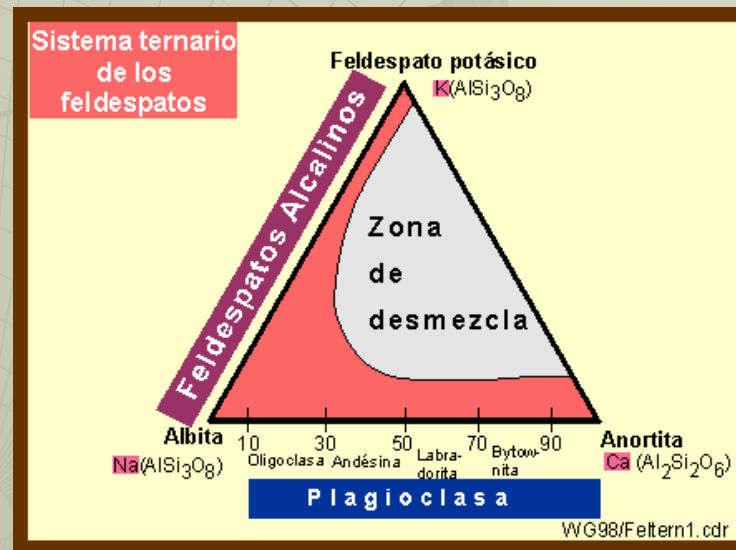 Sistema ternario
de los
feldespatos
Feldespato potásico
K(AlSi₃O₈)
Feldespatos Alcalinos
Zona
de
desmezcla
Albita
Na(AlSi₃O₈)
10 30 50 70 90
Oligoclasa Andésina Labra-
dorita Bytow-
nita
Anortita
Ca (Al₂Si₂O₆)
Plagioclasa
WG98/Feltern1.cdr